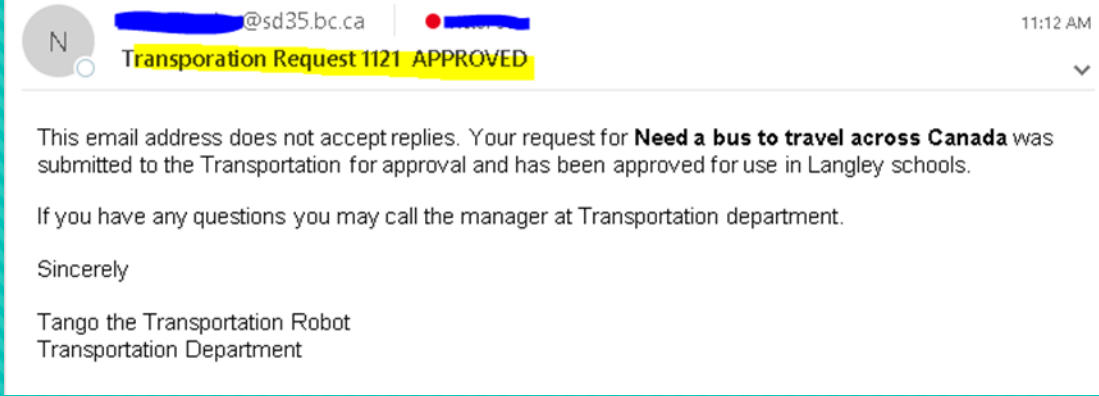 N
@sd35.bc.ca
11:12 AM
Transporation Request 1121 APPROVED
This email address does not accept replies. Your request for Need a bus to travel across Canada was
submitted to the Transportation for approval and has been approved for use in Langley schools.
If you have any questions you may call the manager at Transportation department.
Sincerely
Tango the Transportation Robot
Transportation Department